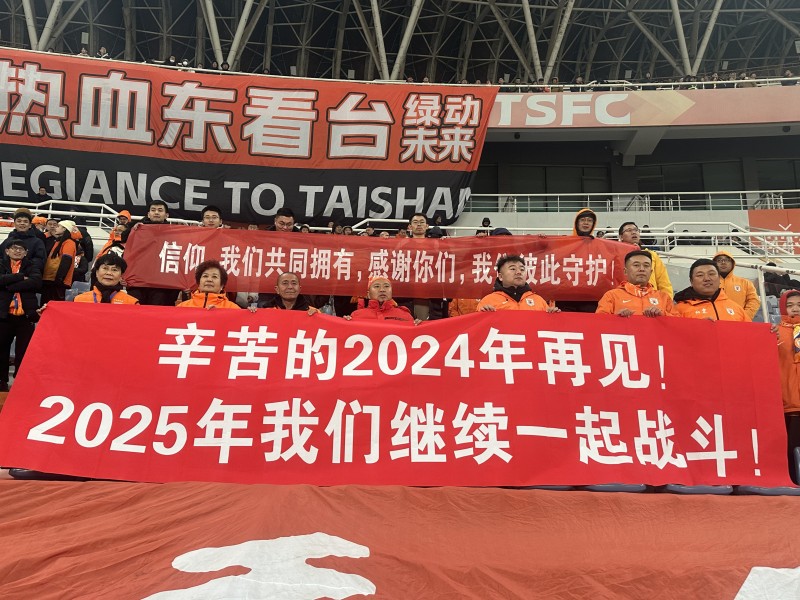 热血东看台
绿动
未来
TSFC
EGIANCE TO TAISHA
信仰,我们共同拥有,感谢你们,我们彼此守护!
辛苦的2024年再见!
2025年我们继续一起战斗!